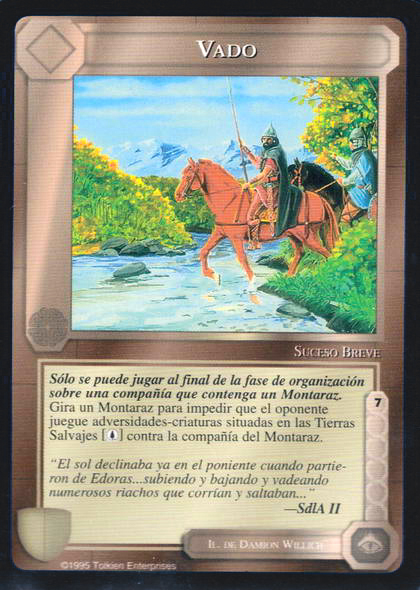 Vado
Suceso Breve
Sólo se puede jugar al final de la fase de organización
sobre una compañía que contenga un Montaraz.
Gira un Montaraz para impedir que el oponente
juegue adversidades-criaturas situadas en las Tierras
Salvajes [] contra la compañía del Montaraz.
7
“El sol declinaba ya en el poniente cuando partie-
ron de Edoras...subiendo y bajando y vadeando
numerosos riachos que corrían y saltaban...”
—SdlA II
Il. de Damion Willich
©1995 Tolkien Enterprises